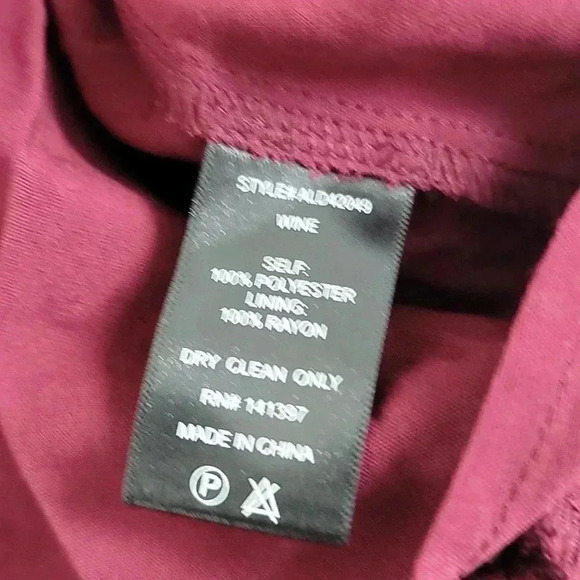 STYLE# ALD42049
WINE
SELF:
100% POLYESTER
LINING:
100% RAYON
DRY CLEAN ONLY
RN# 141397
MADE IN CHINA
P